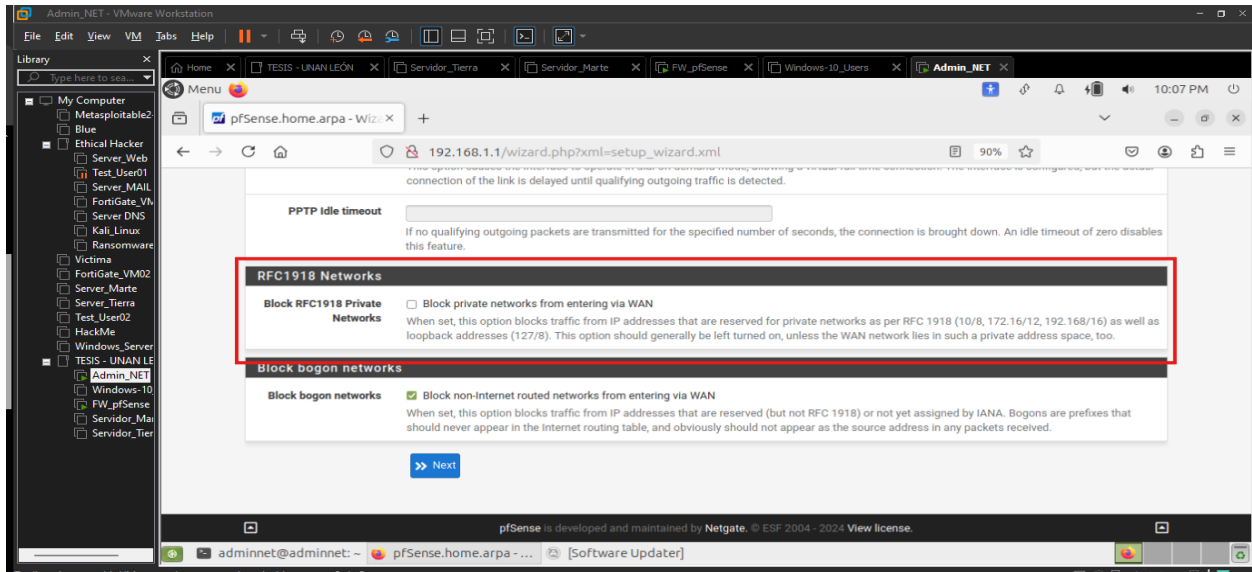 Admin_NET - VMware Workstation
File Edit View VM Tabs Help
Library
Type here to sea...
My Computer
Metasploitable2-
Blue
Ethical Hacker
Server_Web
Test_User01
Server_MAIL
FortiGate_VM
Server DNS
Kali_Linux
Ransomware
Victima
FortiGate_VM02
Server_Marte
Server_Tierra
Test_User02
HackMe
Windows_Server
TESIS - UNAN LE
Admin_NET
Windows-10_
FW_pfSense
Servidor_Mar
Servidor_Tier
Home TESIS - UNAN LEÓN Servidor_Tierra Servidor_Marte FW_pfSense Windows-10_Users Admin_NET
Menu 10:07 PM
pfSense.home.arpa - Wiza
192.168.1.1/wizard.php?xml=setup_wizard.xml 90%
connection of the link is delayed until qualifying outgoing traffic is detected.
PPTP Idle timeout
If no qualifying outgoing packets are transmitted for the specified number of seconds, the connection is brought down. An idle timeout of zero disables
this feature.
RFC1918 Networks
Block RFC1918 Private Networks
Block private networks from entering via WAN
When set, this option blocks traffic from IP addresses that are reserved for private networks as per RFC 1918 (10/8, 172.16/12, 192.168/16) as well as
loopback addresses (127/8). This option should generally be left turned on, unless the WAN network lies in such a private address space, too.
Block bogon networks
Block bogon networks
Block non-Internet routed networks from entering via WAN
When set, this option blocks traffic from IP addresses that are reserved (but not RFC 1918) or not yet assigned by IANA. Bogons are prefixes that
should never appear in the Internet routing table, and obviously should not appear as the source address in any packets received.
Next
pfSense is developed and maintained by Netgate. © ESF 2004 - 2024 View license.
adminnet@adminnet: ~ pfSense.home.arpa - ... [Software Updater]